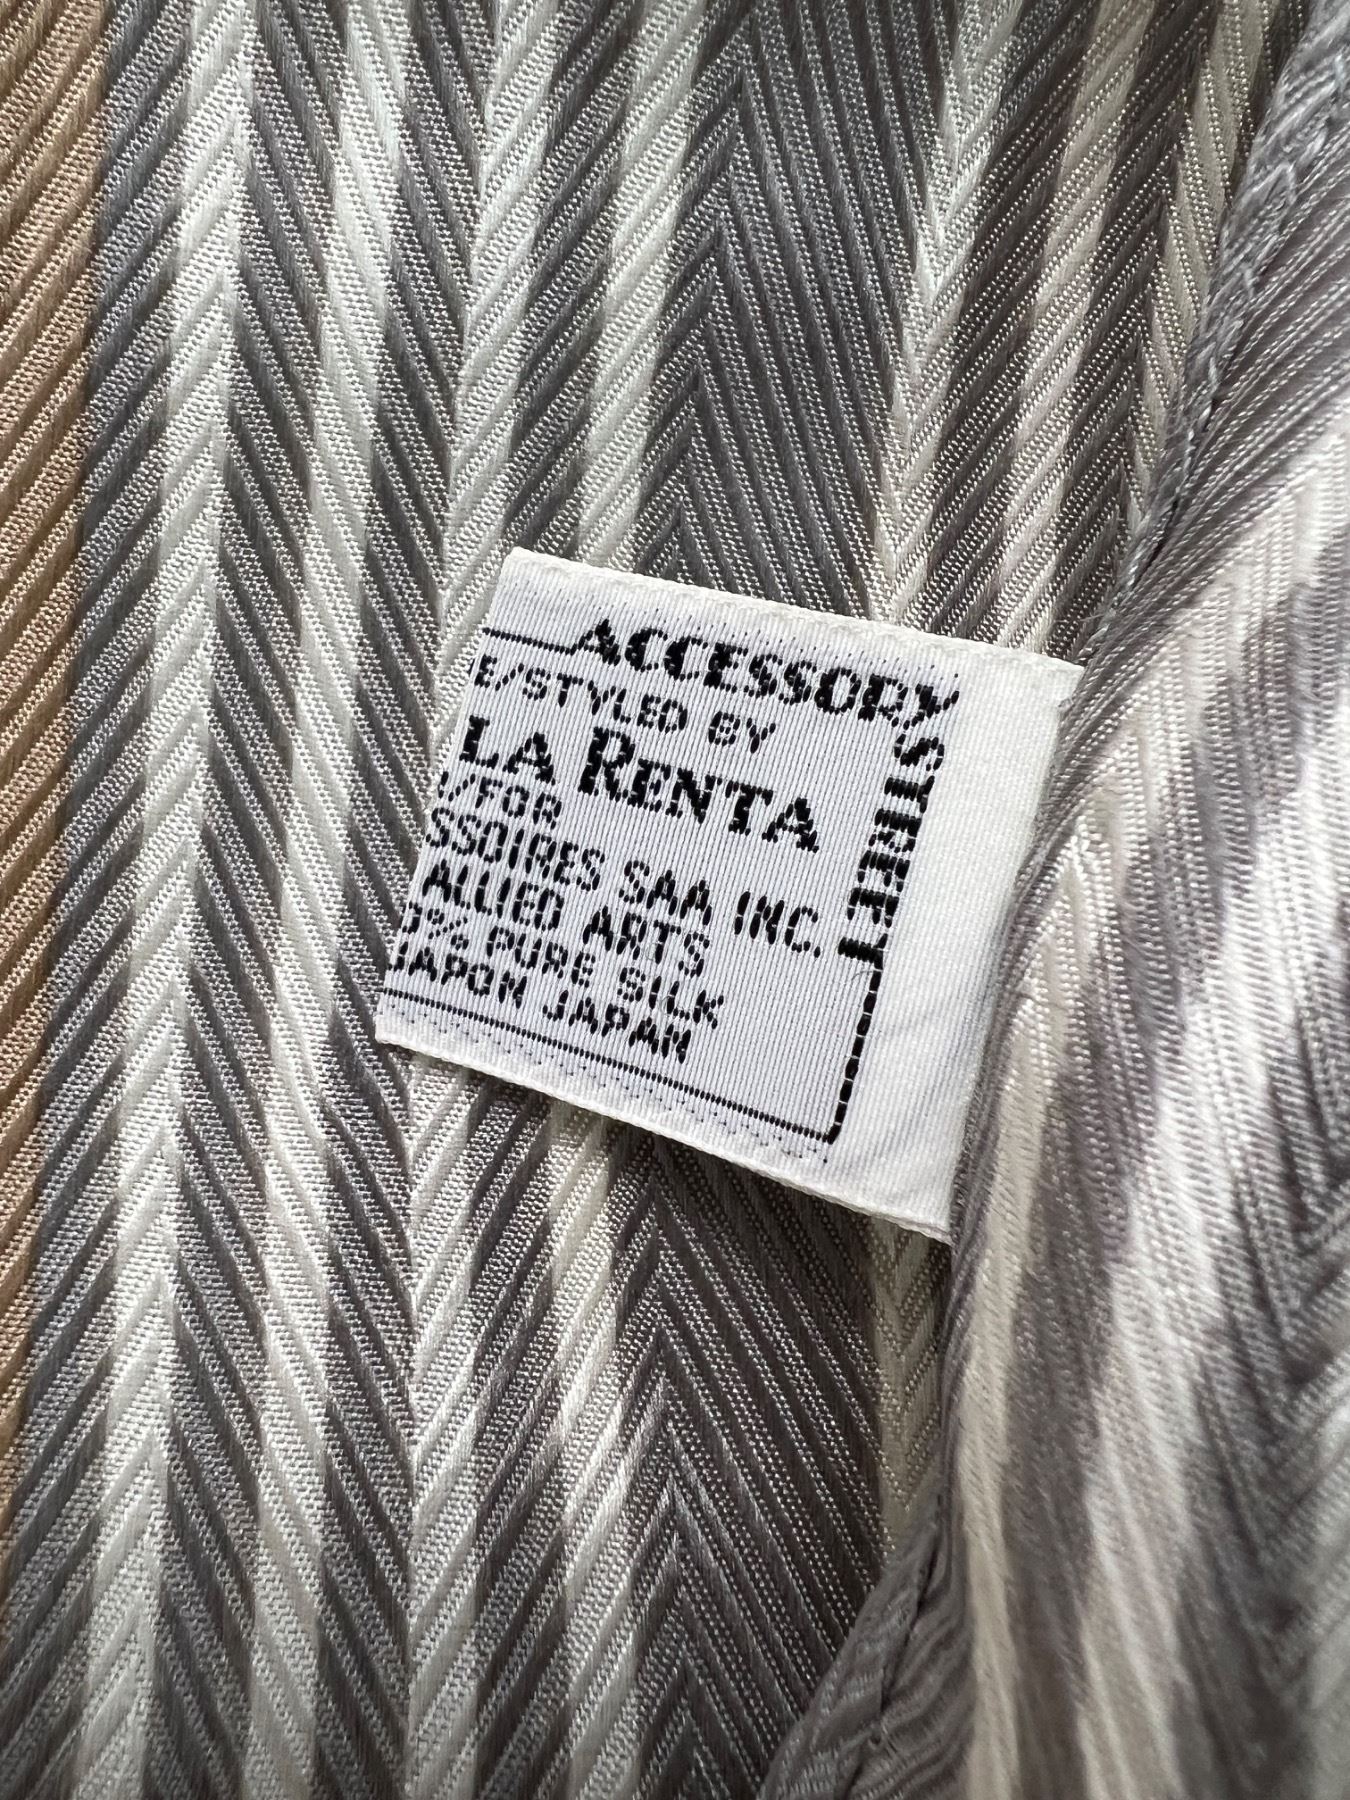 ACCESSORY STREET
E/STYLED BY
LA RENTA
/FOR
SSOIRES SAA INC.
ALLIED ARTS
0% PURE SILK
JAPON JAPAN